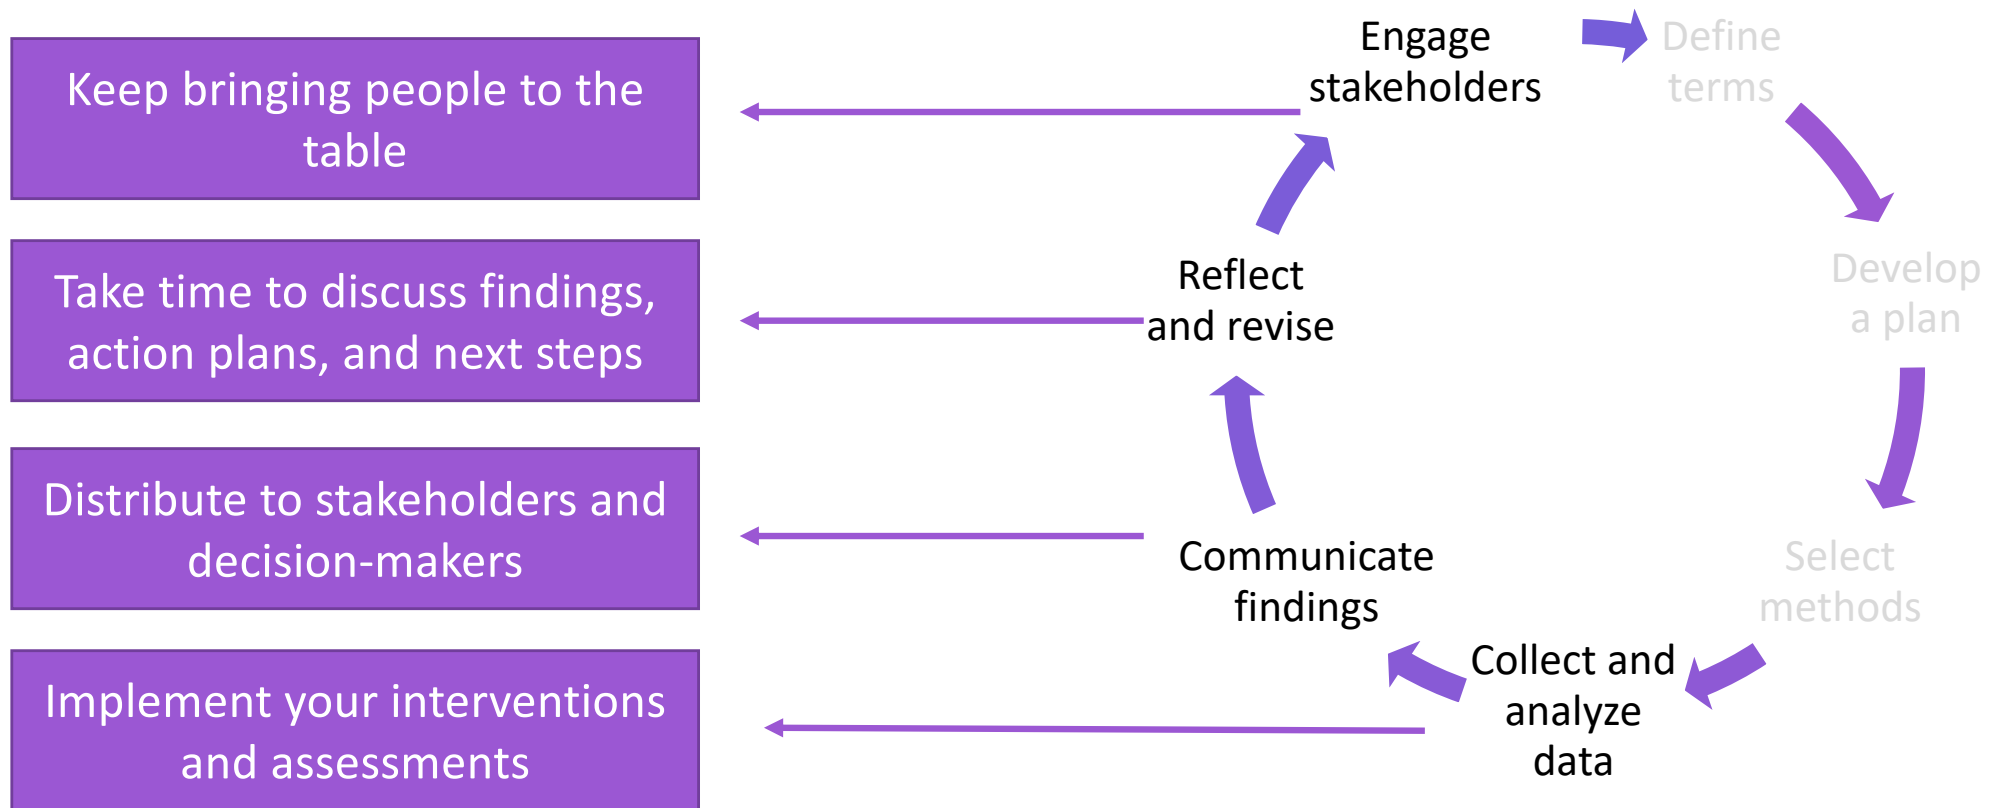 Keep bringing people to the
table
Take time to discuss findings,
action plans, and next steps
Distribute to stakeholders and
decision-makers
Implement your interventions
and assessments
Engage
stakeholders
Define
terms
Develop
a plan
Select
methods
Collect and
analyze
data
Communicate
findings
Reflect
and revise